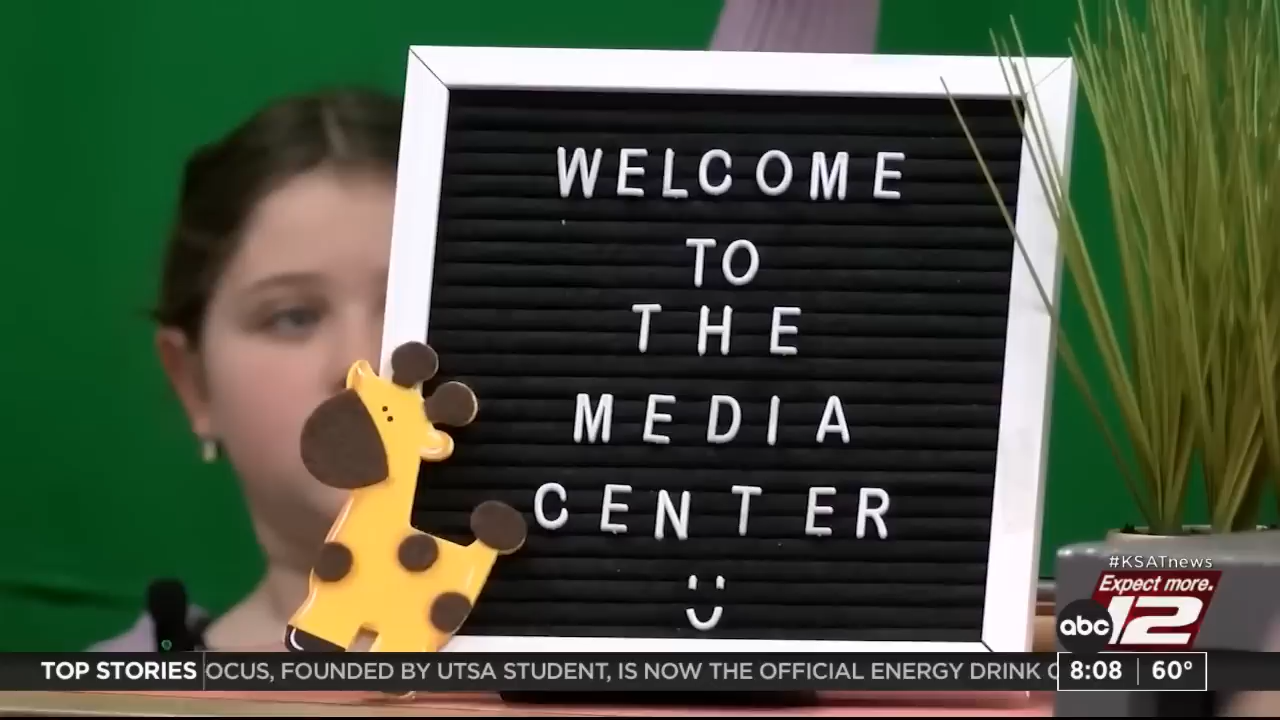 WELCOME
TO
THE
MEDIA
CENTER
#KSATnews
Expect more.
abc 12
TOP STORIES
FOUNDED BY UTSA STUDENT, IS NOW THE OFFICIAL ENERGY DRINK
8:08
60°